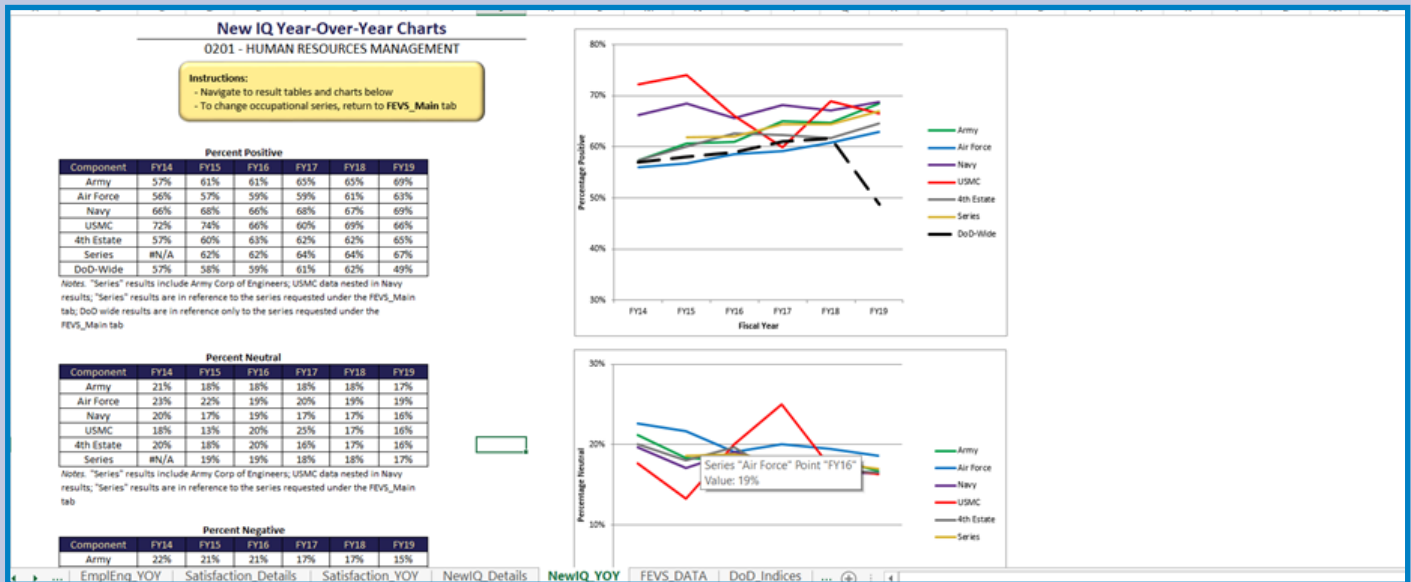 New IQ Year-Over-Year Charts
0201 - HUMAN RESOURCES MANAGEMENT
Instructions:
- Navigate to result tables and charts below
- To change occupational series, return to FEVS_Main tab
Percent Positive
Component FY14 FY15 FY16 FY17 FY18 FY19
Army 57% 61% 61% 65% 65% 69%
Air Force 56% 57% 59% 59% 61% 63%
Navy 66% 68% 66% 68% 67% 69%
USMC 72% 74% 66% 60% 69% 66%
4th Estate 57% 60% 63% 62% 62% 65%
Series #N/A 62% 62% 64% 64% 67%
DoD-Wide 57% 58% 59% 61% 62% 49%
Notes. "Series" results include Army Corp of Engineers; USMC data nested in Navy
results; "Series" results are in reference to the series requested under the FEVS_Main
tab; DoD wide results are in reference only to the series requested under the
FEVS_Main tab
Percent Neutral
Component FY14 FY15 FY16 FY17 FY18 FY19
Army 21% 18% 18% 18% 18% 17%
Air Force 23% 22% 19% 20% 19% 19%
Navy 20% 17% 19% 17% 17% 16%
USMC 18% 13% 20% 25% 17% 16%
4th Estate 20% 18% 20% 16% 17% 16%
Series #N/A 19% 19% 18% 18% 17%
Notes. "Series" results include Army Corp of Engineers; USMC data nested in Navy
results; "Series" results are in reference to the series requested under the FEVS_Main
tab
Percent Negative
Component FY14 FY15 FY16 FY17 FY18 FY19
Army 22% 21% 21% 17% 17% 15%
80%
70%
60%
50%
40%
30%
Percentage Positive
FY14 FY15 FY16 FY17 FY18 FY19
Fiscal Year
Army
Air Force
Navy
USMC
4th Estate
Series
DoD-Wide
30%
20%
10%
Percentage Neutral
Series "Air Force" Point "FY16"
Value: 19%
Army
Air Force
Navy
USMC
4th Estate
Series
... EmplEng_YOY Satisfaction_Details Satisfaction_YOY NewIQ_Details NewIQ_YOY FEVS_DATA DoD_Indices ...